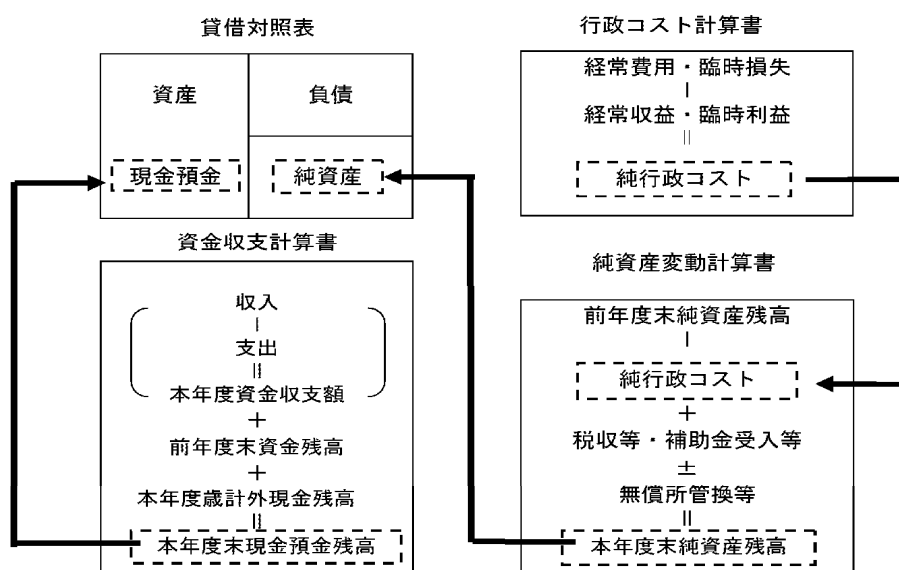 貸借対照表
資産
負債
現金預金
純資産
行政コスト計算書
経常費用・臨時損失
－
経常収益・臨時利益
＝
純行政コスト
資金収支計算書
収入
－
支出
＝
本年度資金収支額
＋
前年度末資金残高
＋
本年度歳計外現金残高
＝
本年度末現金預金残高
純資産変動計算書
前年度末純資産残高
－
純行政コスト
＋
税収等・補助金受入等
±
無償所管換等
＝
本年度末純資産残高